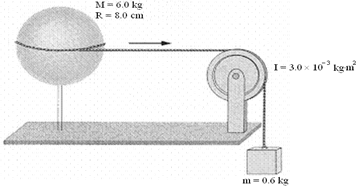 M = 6.0 kg
R = 8.0 cm
I = 3.0 × 10⁻³ kg·m²
m = 0.6 kg